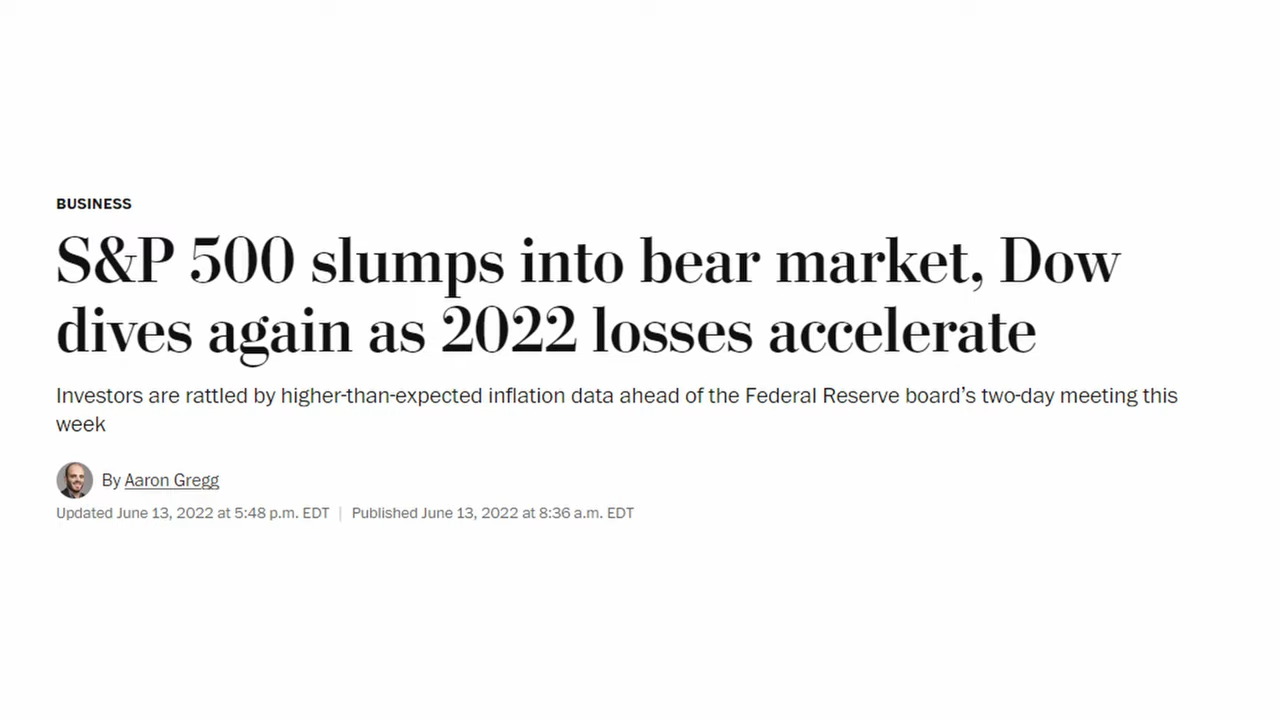 BUSINESS
S&P 500 slumps into bear market, Dow
dives again as 2022 losses accelerate
Investors are rattled by higher-than-expected inflation data ahead of the Federal Reserve board’s two-day meeting this
week
By Aaron Gregg
Updated June 13, 2022 at 5:48 p.m. EDT | Published June 13, 2022 at 8:36 a.m. EDT